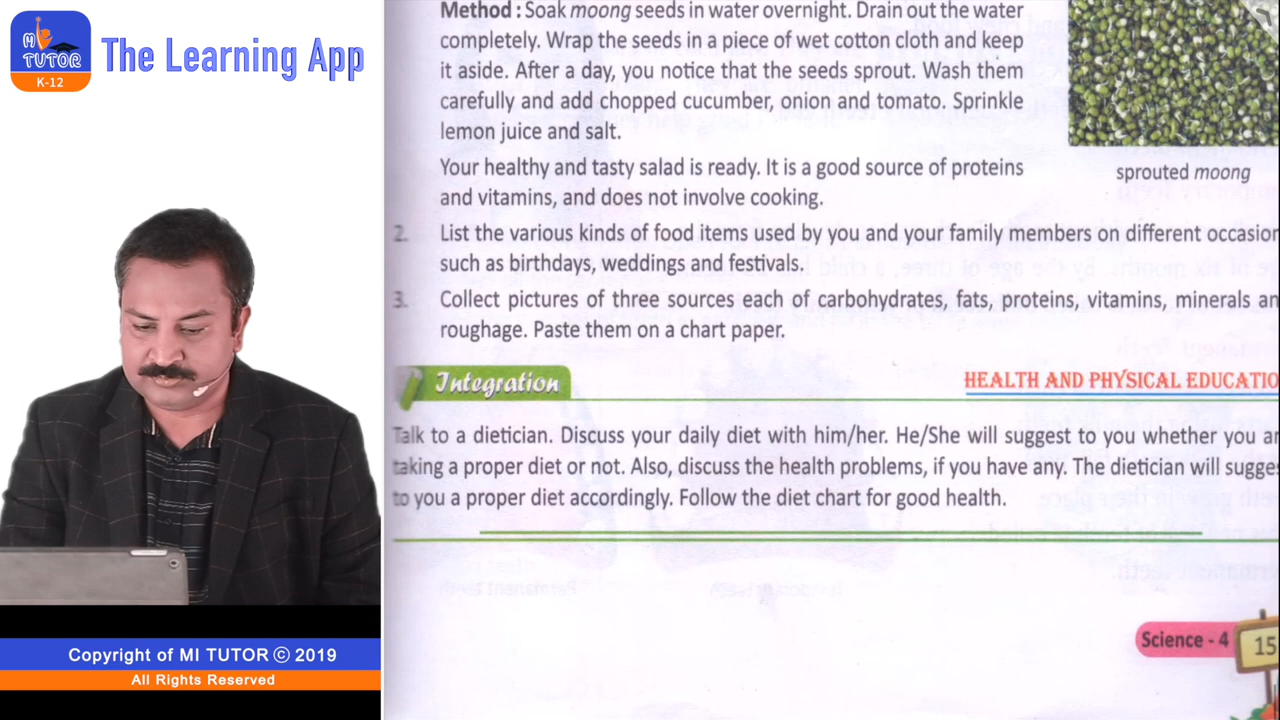 MI
TUTOR
K-12
The Learning App
Method : Soak moong seeds in water overnight. Drain out the water
completely. Wrap the seeds in a piece of wet cotton cloth and keep
it aside. After a day, you notice that the seeds sprout. Wash them
carefully and add chopped cucumber, onion and tomato. Sprinkle
lemon juice and salt.
Your healthy and tasty salad is ready. It is a good source of proteins
and vitamins, and does not involve cooking.
sprouted moong
2. List the various kinds of food items used by you and your family members on different occasion
such as birthdays, weddings and festivals.
3. Collect pictures of three sources each of carbohydrates, fats, proteins, vitamins, minerals an
roughage. Paste them on a chart paper.
Integration
HEALTH AND PHYSICAL EDUCATIO
Talk to a dietician. Discuss your daily diet with him/her. He/She will suggest to you whether you ar
taking a proper diet or not. Also, discuss the health problems, if you have any. The dietician will sugges
to you a proper diet accordingly. Follow the diet chart for good health.
Science - 4
15
Copyright of MI TUTOR © 2019
All Rights Reserved